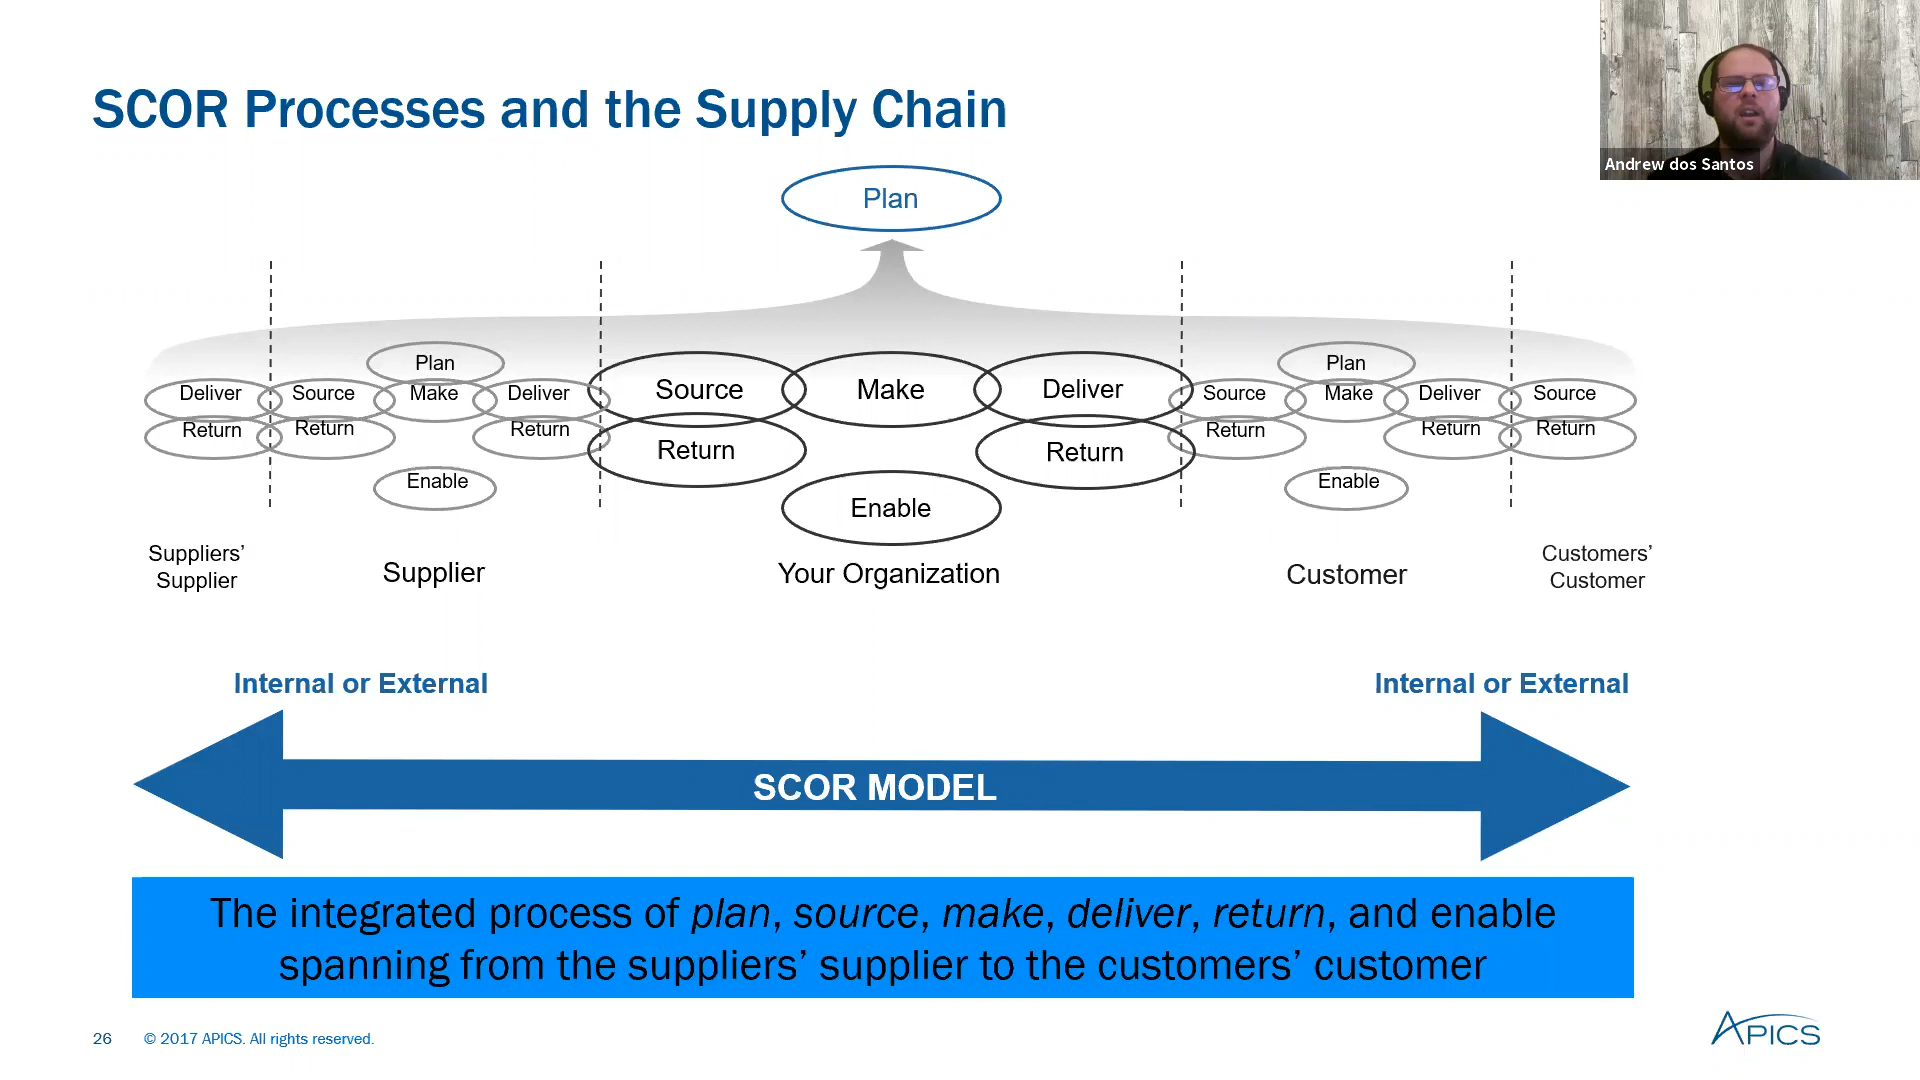 SCOR Processes and the Supply Chain
Andrew dos Santos
Plan
Plan
Plan
Deliver
Source
Make
Deliver
Source
Make
Deliver
Source
Make
Deliver
Source
Return
Return
Return
Return
Return
Return
Return
Return
Enable
Enable
Enable
Suppliers’
Supplier
Supplier
Your Organization
Customer
Customers’
Customer
Internal or External
Internal or External
SCOR MODEL
The integrated process of plan, source, make, deliver, return, and enable
spanning from the suppliers’ supplier to the customers’ customer
26
© 2017 APICS. All rights reserved.
APICS